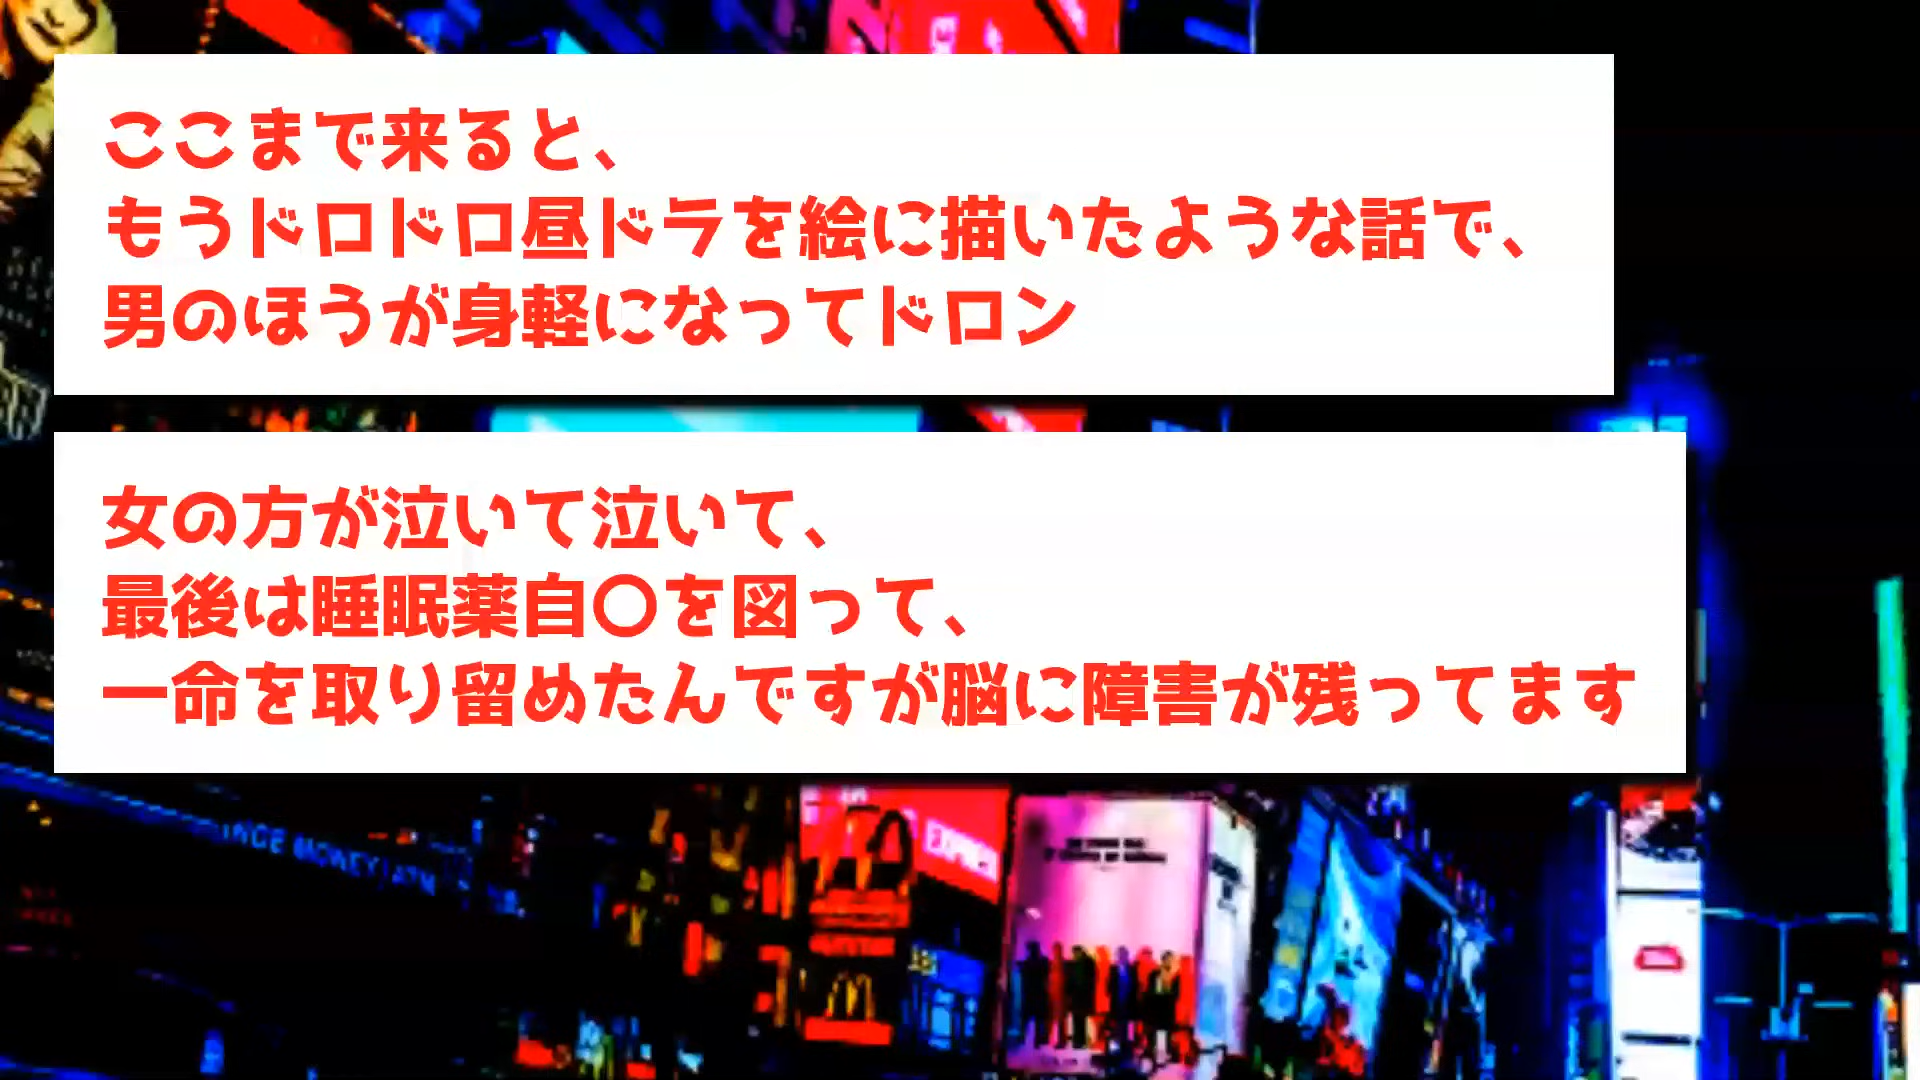 ここまで来ると、
もうドロドロ昼ドラを絵に描いたような話で、
男のほうが身軽になってドロン
女の方が泣いて泣いて、
最後は睡眠薬自〇を図って、
一命を取り留めたんですが脳に障害が残ってます